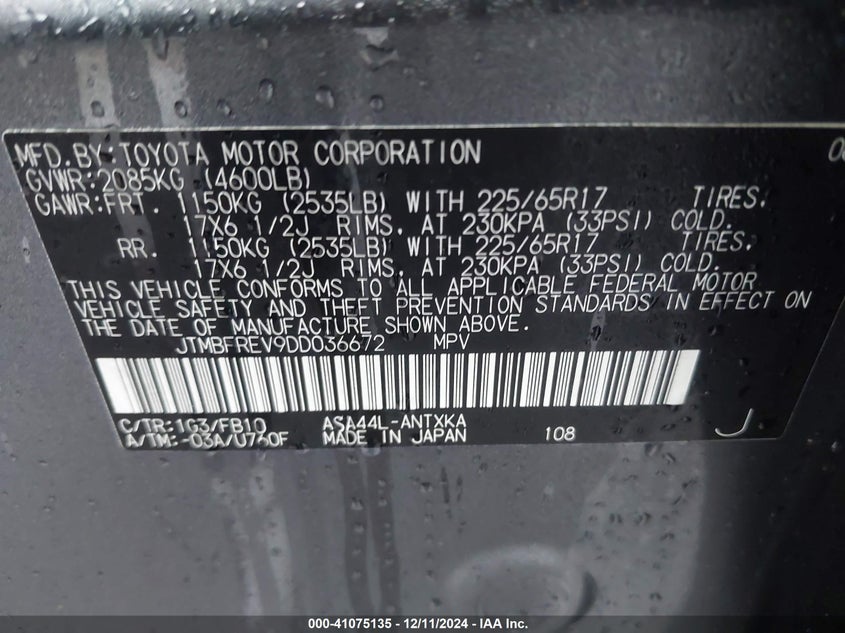 MFD.BY:TOYOTA MOTOR CORPORATION
GVWR:2085KG (4600LB)
GAWR:FRT. 1150KG (2535LB) WITH 225/65R17 TIRES.
17X6 1/2J RIMS, AT 230KPA (33PSI) COLD.
RR. 1150KG (2535LB) WITH 225/65R17 TIRES,
17X6 1/2J RIMS, AT 230KPA (33PSI) COLD.
THIS VEHICLE CONFORMS TO ALL APPLICABLE FEDERAL MOTOR
VEHICLE SAFETY AND THEFT PREVENTION STANDARDS IN EFFECT ON
THE DATE OF MANUFACTURE SHOWN ABOVE.
JTMBFREV9DD036672 MPV
C/TR:1G3/FB10 ASA44L-ANTXKA
A/TM:-03A/U760F MADE IN JAPAN 108 J
000-41075135 - 12/11/2024 - IAA Inc.